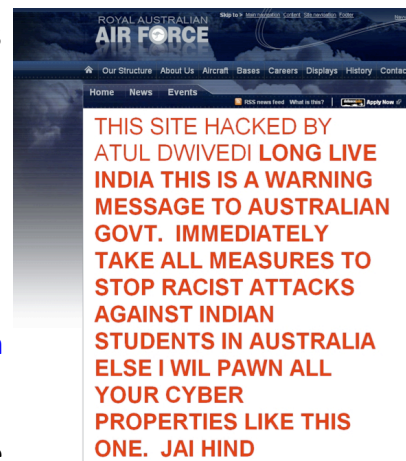 ROYAL AUSTRALIAN
AIR FORCE
Skip to » Main navigation Content Site navigation Footer
Our Structure About Us Aircraft Bases Careers Displays History Contac
Home News Events
RSS news feed What is this? | Apply Now
THIS SITE HACKED BY
ATUL DWIVEDI LONG LIVE
INDIA THIS IS A WARNING
MESSAGE TO AUSTRALIAN
GOVT. IMMEDIATELY
TAKE ALL MEASURES TO
STOP RACIST ATTACKS
AGAINST INDIAN
STUDENTS IN AUSTRALIA
ELSE I WIL PAWN ALL
YOUR CYBER
PROPERTIES LIKE THIS
ONE. JAI HIND